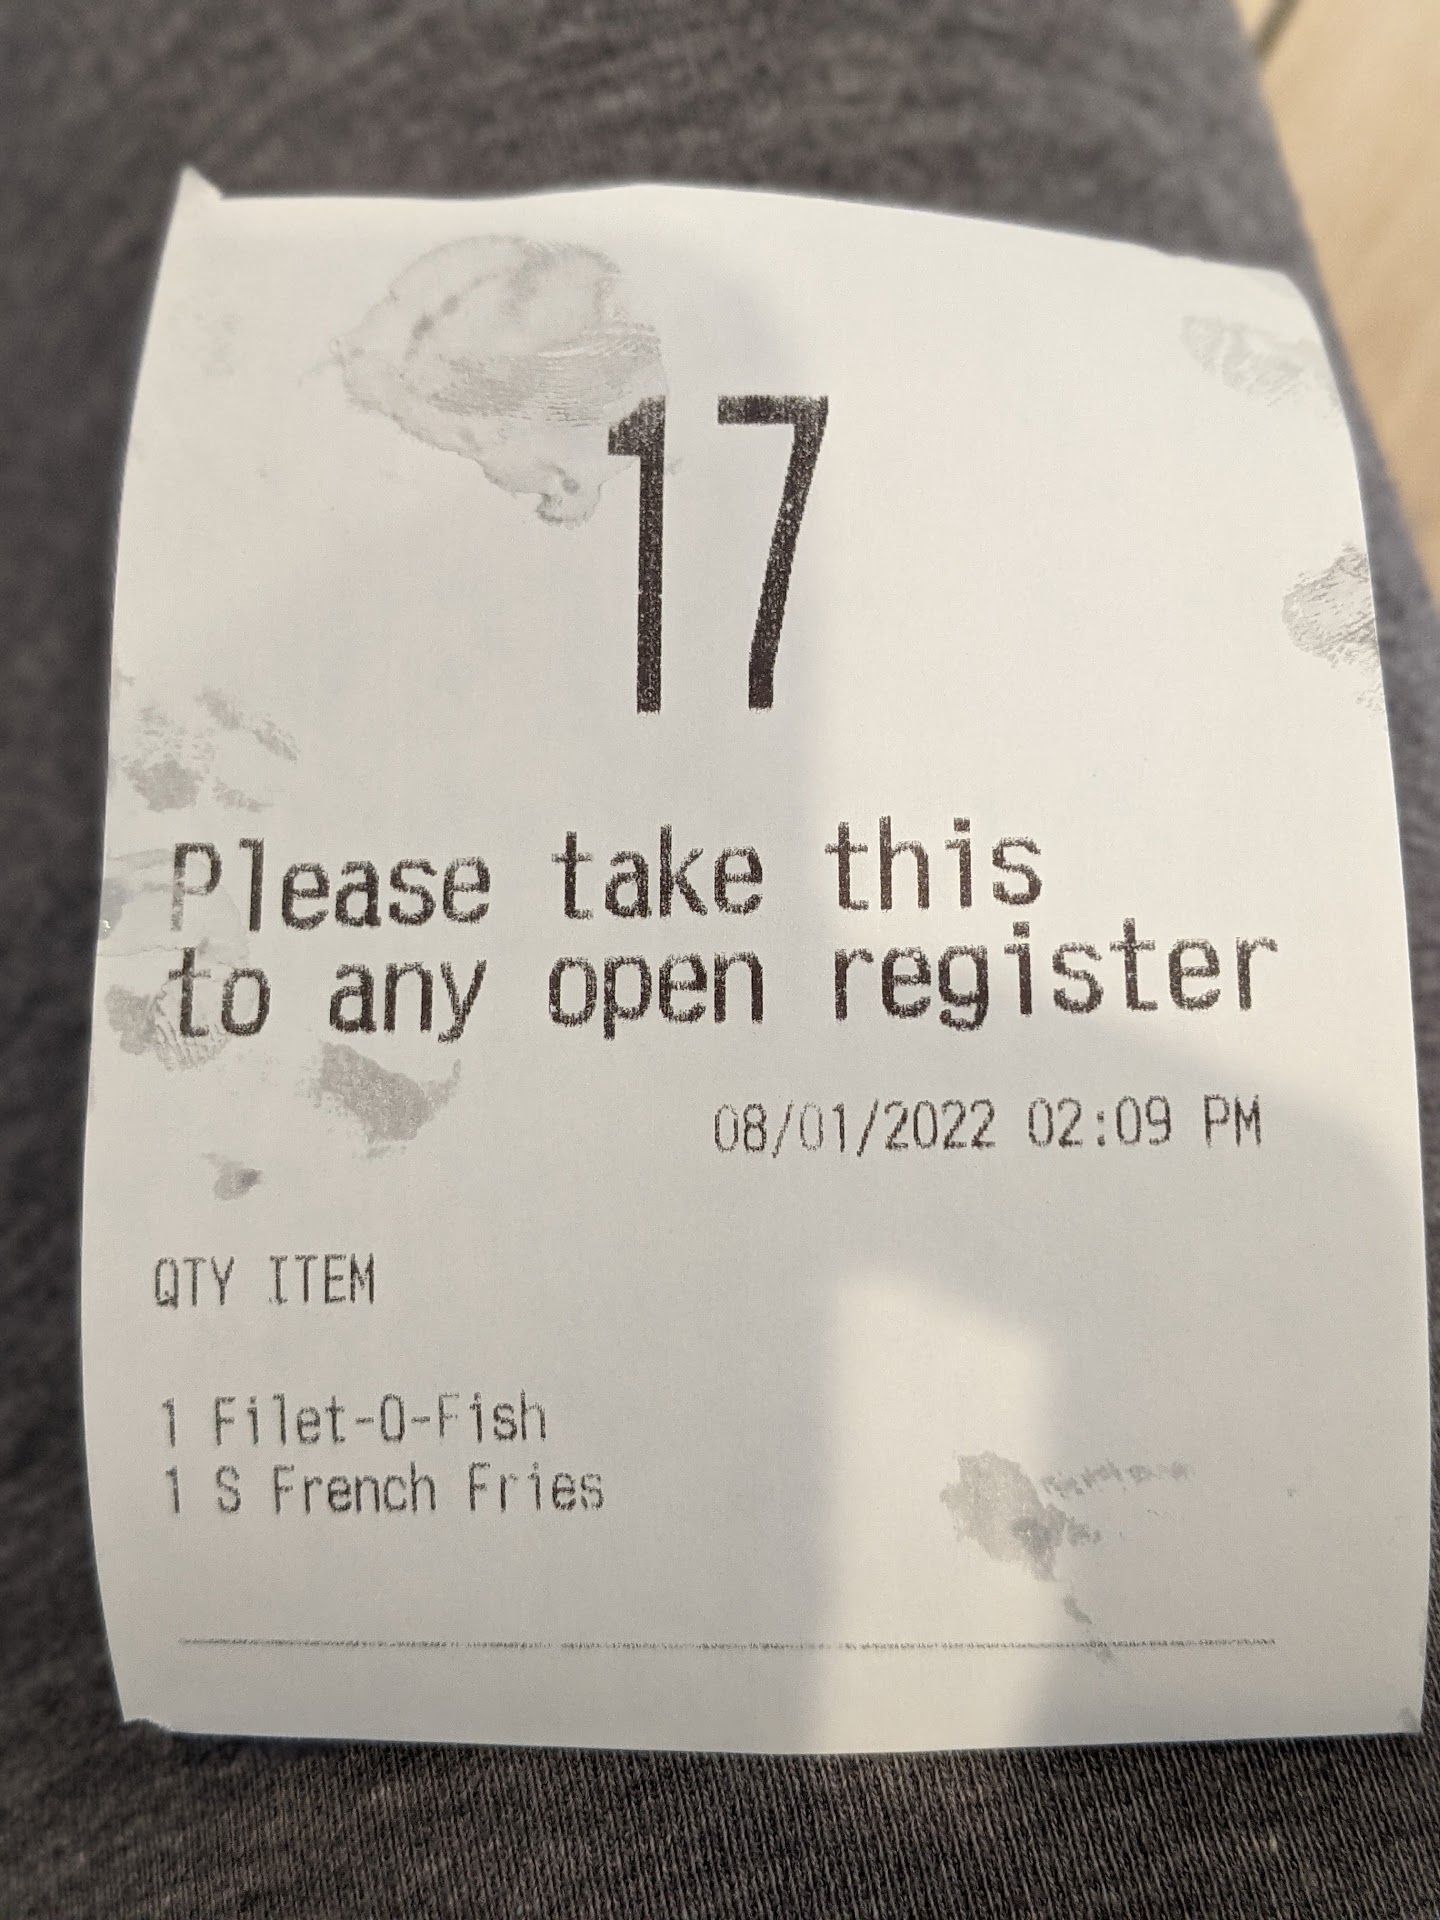 17
Please take this
to any open register
08/01/2022 02:09 PM
QTY ITEM
1 Filet-O-Fish
1 S French Fries